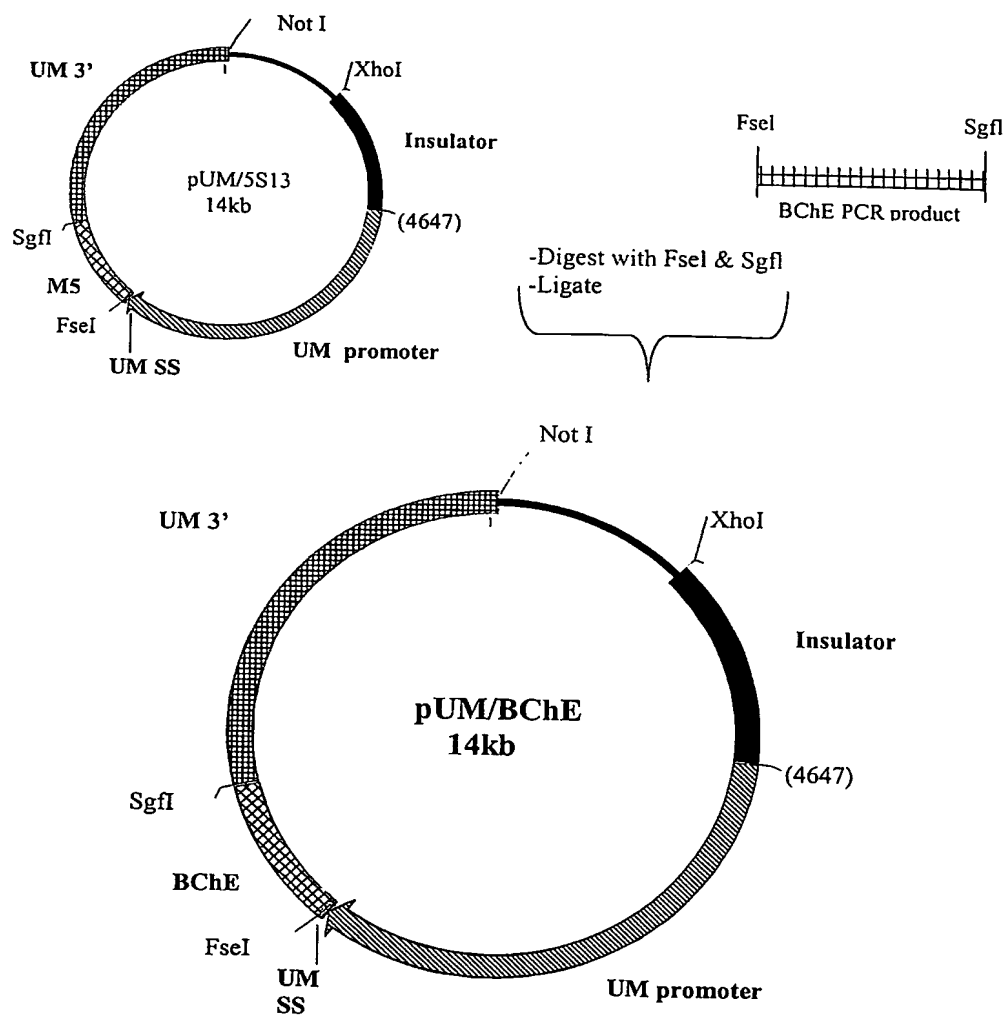 Not I
UM 3'
XhoI
Insulator
pUM/5S13
14kb
(4647)
SgfI
M5
FseI
UM SS
UM promoter
FseI
SgfI
BChE PCR product
-Digest with FseI & SgfI
-Ligate
Not I
UM 3'
XhoI
Insulator
pUM/BChE
14kb
(4647)
SgfI
BChE
FseI
UM
SS
UM promoter